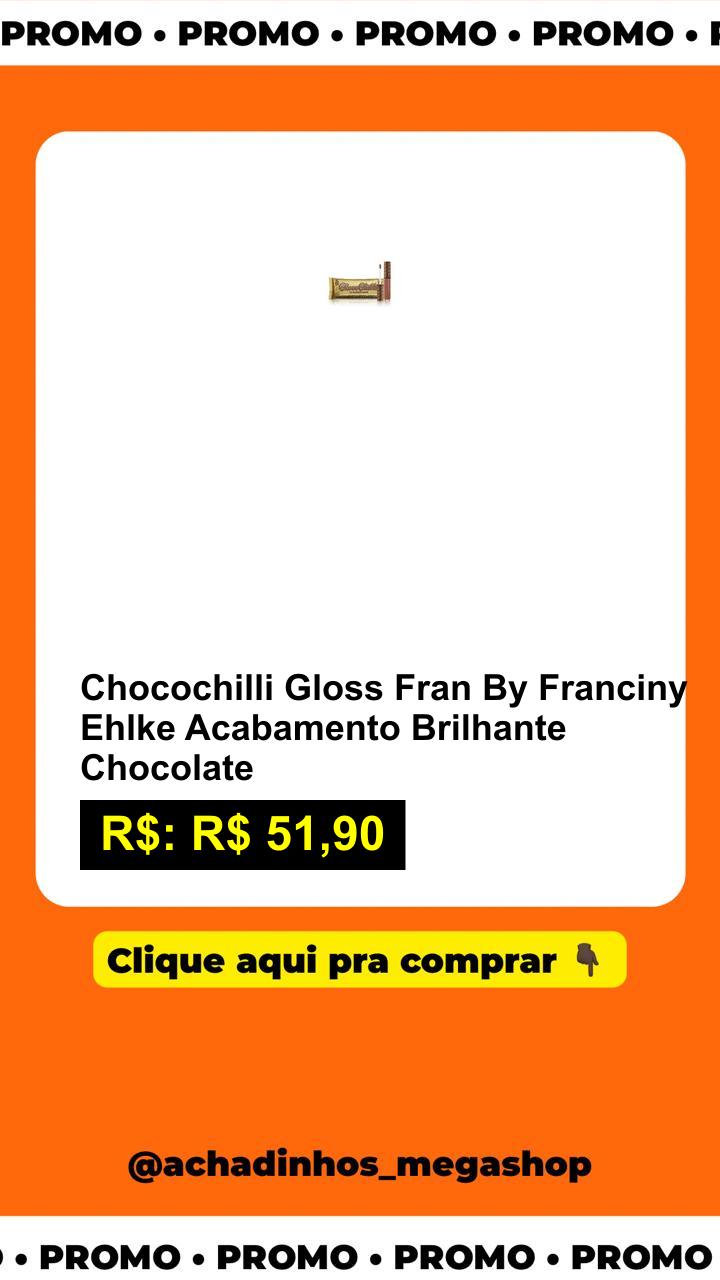 PROMO • PROMO • PROMO • PROMO •
Chocochilli Gloss Fran By Franciny
Ehlke Acabamento Brilhante
Chocolate
R$: R$ 51,90
Clique aqui pra comprar 👇🏿
@achadinhos_megashop
• PROMO • PROMO • PROMO • PROMO